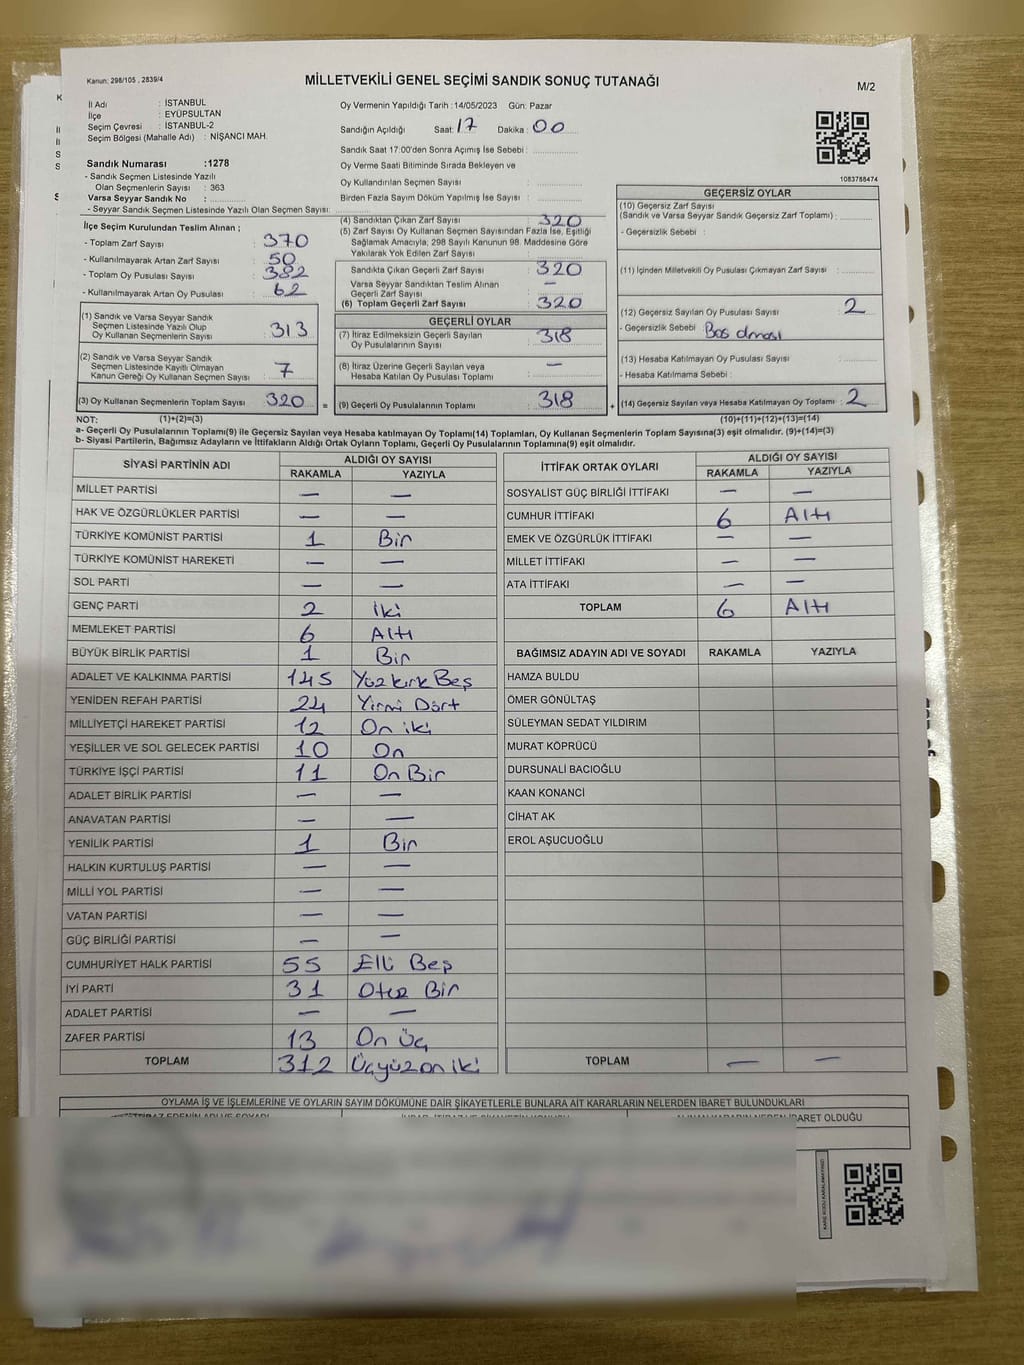 Kanun: 298/105 , 2839/4
MİLLETVEKİLİ GENEL SEÇİMİ SANDIK SONUÇ TUTANAĞI
M/2
İl Adı : İSTANBUL
İlçe : EYÜPSULTAN
Seçim Çevresi : İSTANBUL-2
Seçim Bölgesi (Mahalle Adı) : NİŞANCI MAH.
Sandık Numarası :1278
- Sandık Seçmen Listesinde Yazılı
Olan Seçmenlerin Sayısı : 363
Varsa Seyyar Sandık No :
- Seyyar Sandık Seçmen Listesinde Yazılı Olan Seçmen Sayısı:
Oy Vermenin Yapıldığı Tarih : 14/05/2023 Gün: Pazar
Sandığın Açıldığı Saat: 17 Dakika : 00
Sandık Saat 17:00'den Sonra Açımış İse Sebebi :
Oy Verme Saati Bitiminde Sırada Bekleyen ve
Oy Kullandırılan Seçmen Sayısı :
Birden Fazla Sayım Döküm Yapılmış İse Sayısı :
1083788474
İlçe Seçim Kurulundan Teslim Alınan ;
- Toplam Zarf Sayısı : 370
- Kullanılmayarak Artan Zarf Sayısı : 50
- Toplam Oy Pusulası Sayısı : 382
- Kullanılmayarak Artan Oy Pusulası : 62
(1) Sandık ve Varsa Seyyar Sandık
Seçmen Listesinde Yazılı Olup
Oy Kullanan Seçmenlerin Sayısı : 313
(2) Sandık ve Varsa Seyyar Sandık
Seçmen Listesinde Kayıtlı Olmayan
Kanun Gereği Oy Kullanan Seçmen Sayısı : 7
(3) Oy Kullanan Seçmenlerin Toplam Sayısı : 320 =
(4) Sandıktan Çıkan Zarf Sayısı : 320
(5) Zarf Sayısı Oy Kullanan Seçmen Sayısından Fazla İse, Eşitliği
Sağlamak Amacıyla; 298 Sayılı Kanunun 98. Maddesine Göre
Yakılarak Yok Edilen Zarf Sayısı :
Sandıkta Çıkan Geçerli Zarf Sayısı : 320
Varsa Seyyar Sandıktan Teslim Alınan
Geçerli Zarf Sayısı : —
(6) Toplam Geçerli Zarf Sayısı : 320
GEÇERLİ OYLAR
(7) İtiraz Edilmeksizin Geçerli Sayılan
Oy Pusulalarının Sayısı : 318
(8) İtiraz Üzerine Geçerli Sayılan veya
Hesaba Katılan Oy Pusulası Toplamı : —
(9) Geçerli Oy Pusulalarının Toplamı : 318 +
GEÇERSİZ OYLAR
(10) Geçersiz Zarf Sayısı
(Sandık ve Varsa Seyyar Sandık Geçersiz Zarf Toplamı) :
- Geçersizlik Sebebi :
(11) İçinden Milletvekili Oy Pusulası Çıkmayan Zarf Sayısı :
(12) Geçersiz Sayılan Oy Pusulası Sayısı : 2
- Geçersizlik Sebebi : Boş olması
(13) Hesaba Katılmayan Oy Pusulası Sayısı :
- Hesaba Katılmama Sebebi :
(14) Geçersiz Sayılan veya Hesaba Katılmayan Oy Toplamı : 2
NOT: (1)+(2)=(3) (10)+(11)+(12)+(13)=(14)
a- Geçerli Oy Pusulalarının Toplamı(9) ile Geçersiz Sayılan veya Hesaba katılmayan Oy Toplamı(14) Toplamları, Oy Kullanan Seçmenlerin Toplam Sayısına(3) eşit olmalıdır. (9)+(14)=(3)
b- Siyasi Partilerin, Bağımsız Adayların ve İttifakların Aldığı Ortak Oyların Toplamı, Geçerli Oy Pusulalarının Toplamına(9) eşit olmalıdır.
SİYASİ PARTİNİN ADI ALDIĞI OY SAYISI
RAKAMLA YAZIYLA
MİLLET PARTİSİ — —
HAK VE ÖZGÜRLÜKLER PARTİSİ — —
TÜRKİYE KOMÜNİST PARTİSİ 1 Bir
TÜRKİYE KOMÜNİST HAREKETİ — —
SOL PARTİ — —
GENÇ PARTİ 2 iki
MEMLEKET PARTİSİ 6 Altı
BÜYÜK BİRLİK PARTİSİ 1 Bir
ADALET VE KALKINMA PARTİSİ 145 Yüz kırk Beş
YENİDEN REFAH PARTİSİ 24 Yirmi Dört
MİLLİYETÇİ HAREKET PARTİSİ 12 On iki
YEŞİLLER VE SOL GELECEK PARTİSİ 10 On
TÜRKİYE İŞÇİ PARTİSİ 11 On Bir
ADALET BİRLİK PARTİSİ — —
ANAVATAN PARTİSİ — —
YENİLİK PARTİSİ 1 Bir
HALKIN KURTULUŞ PARTİSİ — —
MİLLİ YOL PARTİSİ — —
VATAN PARTİSİ — —
GÜÇ BİRLİĞİ PARTİSİ — —
CUMHURİYET HALK PARTİSİ 55 Elli Beş
İYİ PARTİ 31 Otuz Bir
ADALET PARTİSİ — —
ZAFER PARTİSİ 13 On Üç
TOPLAM 312 Üçyüz on iki
İTTİFAK ORTAK OYLARI ALDIĞI OY SAYISI
RAKAMLA YAZIYLA
SOSYALİST GÜÇ BİRLİĞİ İTTİFAKI — —
CUMHUR İTTİFAKI 6 Altı
EMEK VE ÖZGÜRLÜK İTTİFAKI — —
MİLLET İTTİFAKI — —
ATA İTTİFAKI — —
TOPLAM 6 Altı
BAĞIMSIZ ADAYIN ADI VE SOYADI RAKAMLA YAZIYLA
HAMZA BULDU
ÖMER GÖNÜLTAŞ
SÜLEYMAN SEDAT YILDIRIM
MURAT KÖPRÜCÜ
DURSUNALİ BACIOĞLU
KAAN KONANCİ
CİHAT AK
EROL AŞUCUOĞLU
TOPLAM — —
OYLAMA İŞ VE İŞLEMLERİNE VE OYLARIN SAYIM DÖKÜMÜNE DAİR ŞİKAYETLERLE BUNLARA AİT KARARLARIN NELERDEN İBARET BULUNDUKLARI